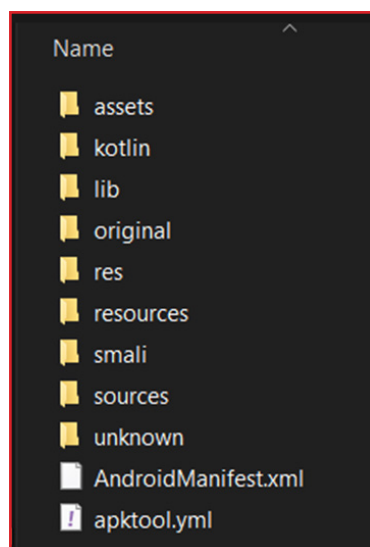 Name
assets
kotlin
lib
original
res
resources
smali
sources
unknown
AndroidManifest.xml
apktool.yml